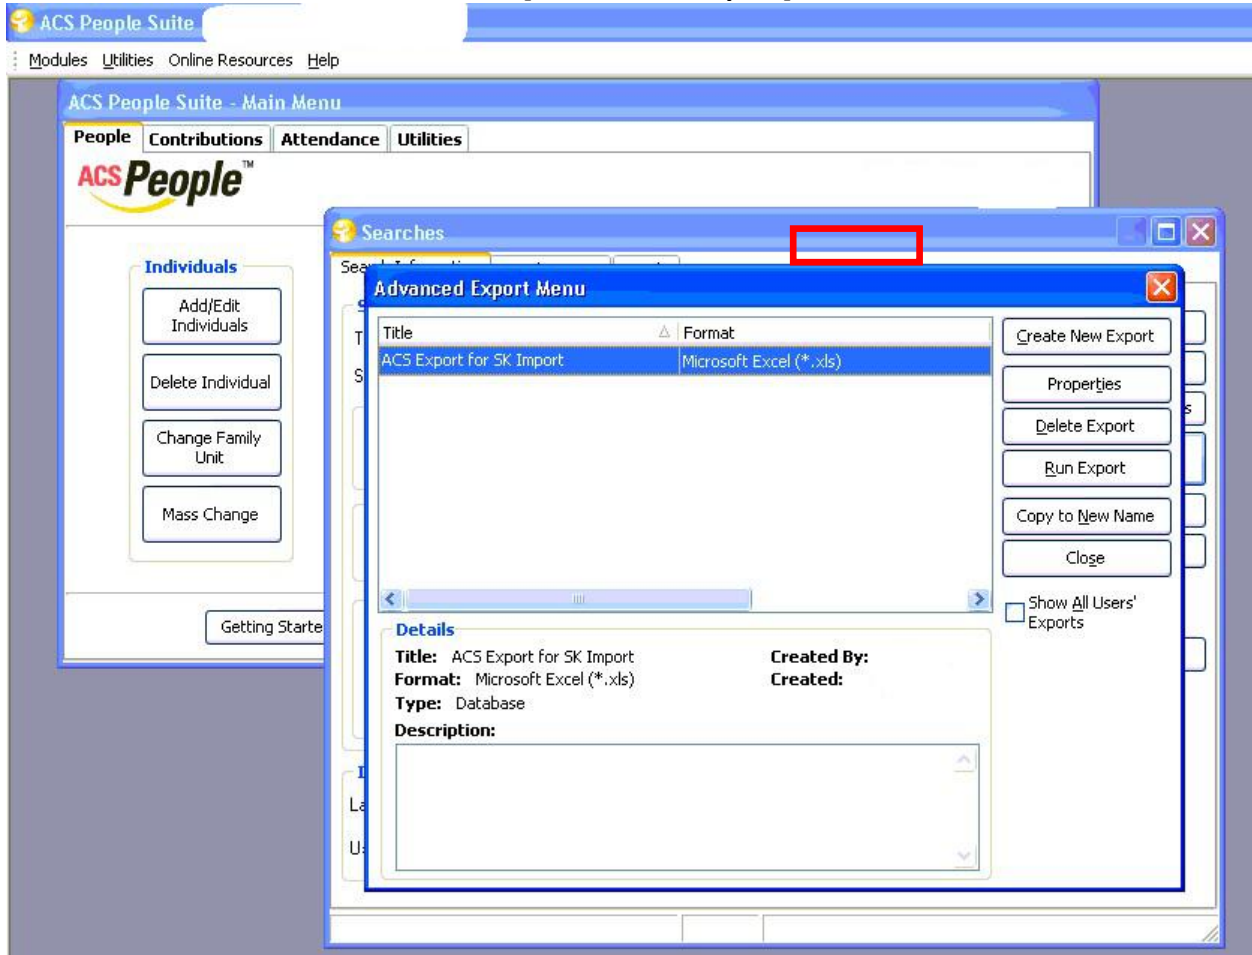 ACS People Suite
Modules Utilities Online Resources Help
ACS People Suite - Main Menu
People Contributions Attendance Utilities
ACS People™
Searches
Individuals
Add/Edit
Individuals
Delete Individual
Change Family
Unit
Mass Change
Getting Starte
Advanced Export Menu
Title Format
ACS Export for SK Import Microsoft Excel (*.xls)
Create New Export
Properties
Delete Export
Run Export
Copy to New Name
Close
Show All Users'
Exports
Details
Title: ACS Export for SK Import Created By:
Format: Microsoft Excel (*.xls) Created:
Type: Database
Description: